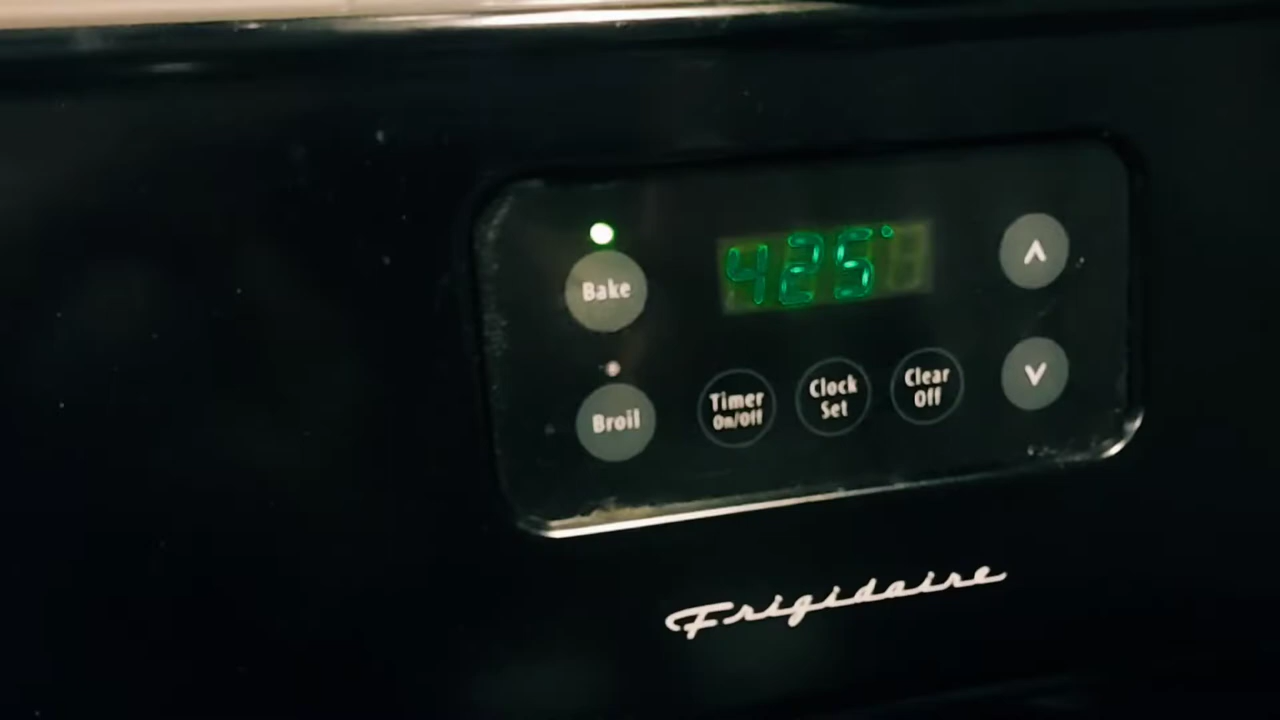 Bake
425°
Broil
Timer
On/Off
Clock
Set
Clear
Off
Frigidaire